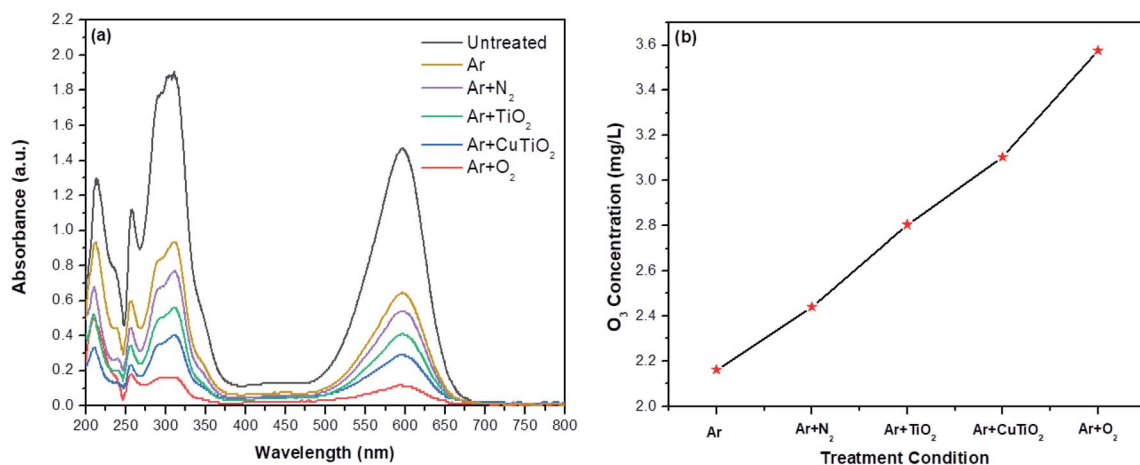 (a)
Untreated
Ar
Ar+N₂
Ar+TiO₂
Ar+CuTiO₂
Ar+O₂
Absorbance (a.u.)
2.2
2.0
1.8
1.6
1.4
1.2
1.0
0.8
0.6
0.4
0.2
0.0
200 250 300 350 400 450 500 550 600 650 700 750 800
Wavelength (nm)
(b)
O₃ Concentration (mg/L)
3.6
3.4
3.2
3.0
2.8
2.6
2.4
2.2
2.0
Ar Ar+N₂ Ar+TiO₂ Ar+CuTiO₂ Ar+O₂
Treatment Condition